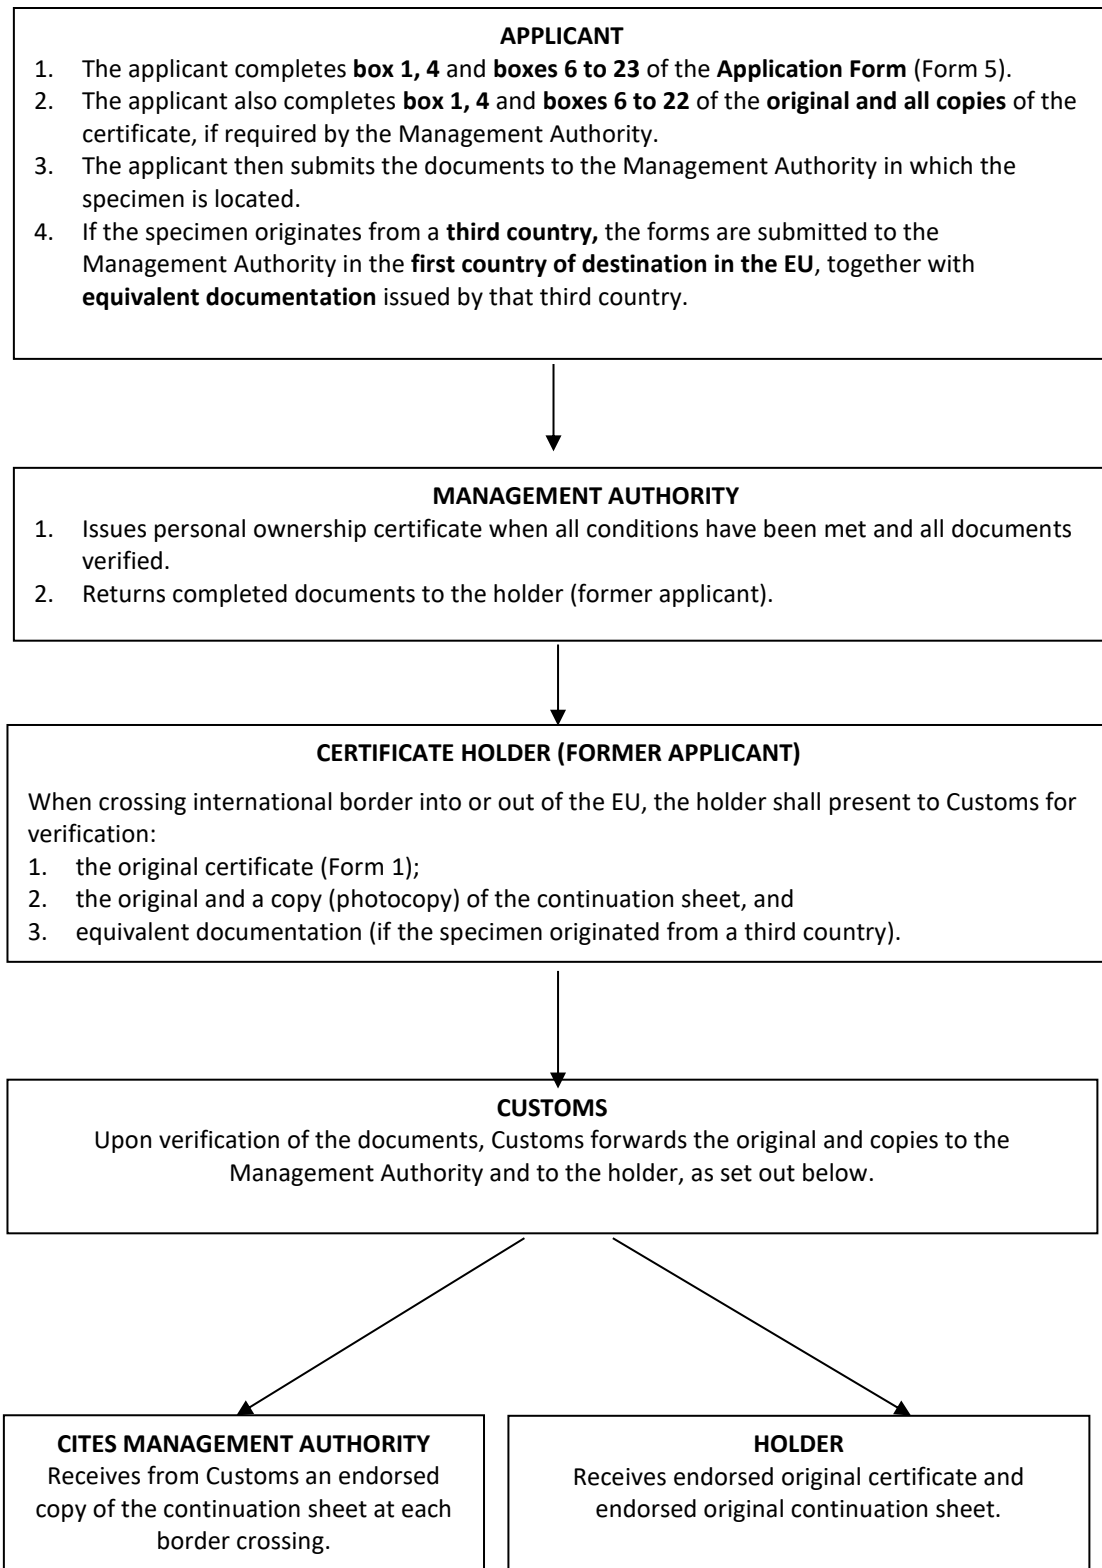 APPLICANT
1. The applicant completes box 1, 4 and boxes 6 to 23 of the Application Form (Form 5).
2. The applicant also completes box 1, 4 and boxes 6 to 22 of the original and all copies of the
certificate, if required by the Management Authority.
3. The applicant then submits the documents to the Management Authority in which the
specimen is located.
4. If the specimen originates from a third country, the forms are submitted to the
Management Authority in the first country of destination in the EU, together with
equivalent documentation issued by that third country.
MANAGEMENT AUTHORITY
1. Issues personal ownership certificate when all conditions have been met and all documents
verified.
2. Returns completed documents to the holder (former applicant).
CERTIFICATE HOLDER (FORMER APPLICANT)
When crossing international border into or out of the EU, the holder shall present to Customs for
verification:
1. the original certificate (Form 1);
2. the original and a copy (photocopy) of the continuation sheet, and
3. equivalent documentation (if the specimen originated from a third country).
CUSTOMS
Upon verification of the documents, Customs forwards the original and copies to the
Management Authority and to the holder, as set out below.
CITES MANAGEMENT AUTHORITY
Receives from Customs an endorsed
copy of the continuation sheet at each
border crossing.
HOLDER
Receives endorsed original certificate and
endorsed original continuation sheet.